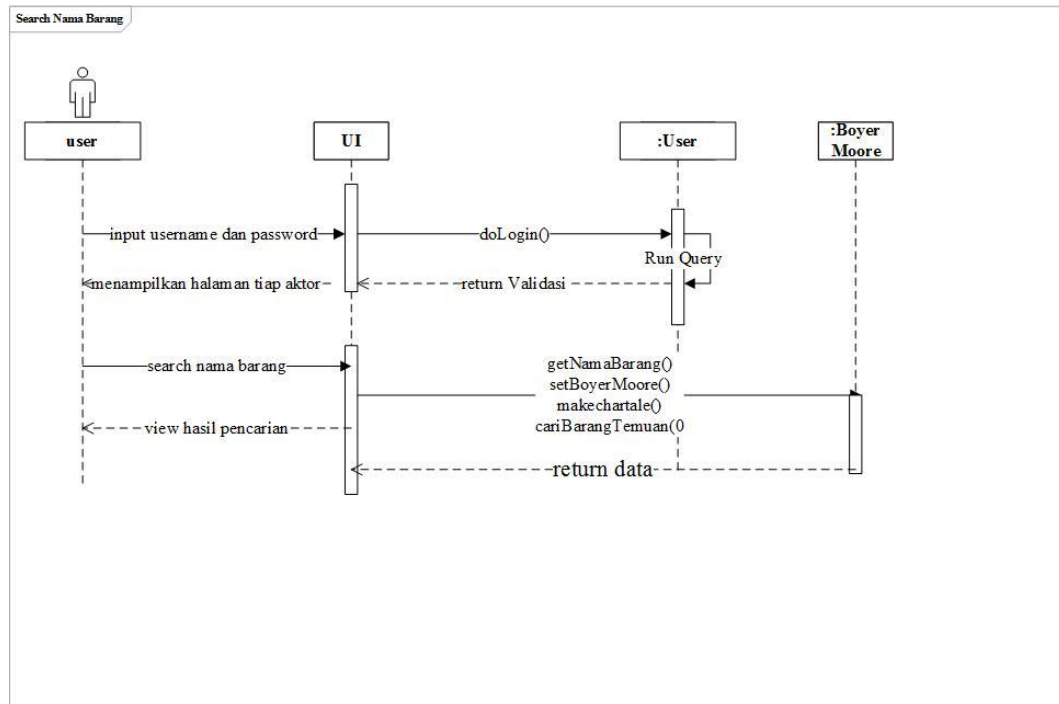 Search Nama Barang
user
UI
:User
:Boyer
Moore
input username dan password
doLogin()
Run Query
menampilkan halaman tiap aktor
return Validasi
search nama barang
getNamaBarang()
setBoyerMoore()
makechartale()
cariBarangTemuan(0
view hasil pencarian
return data